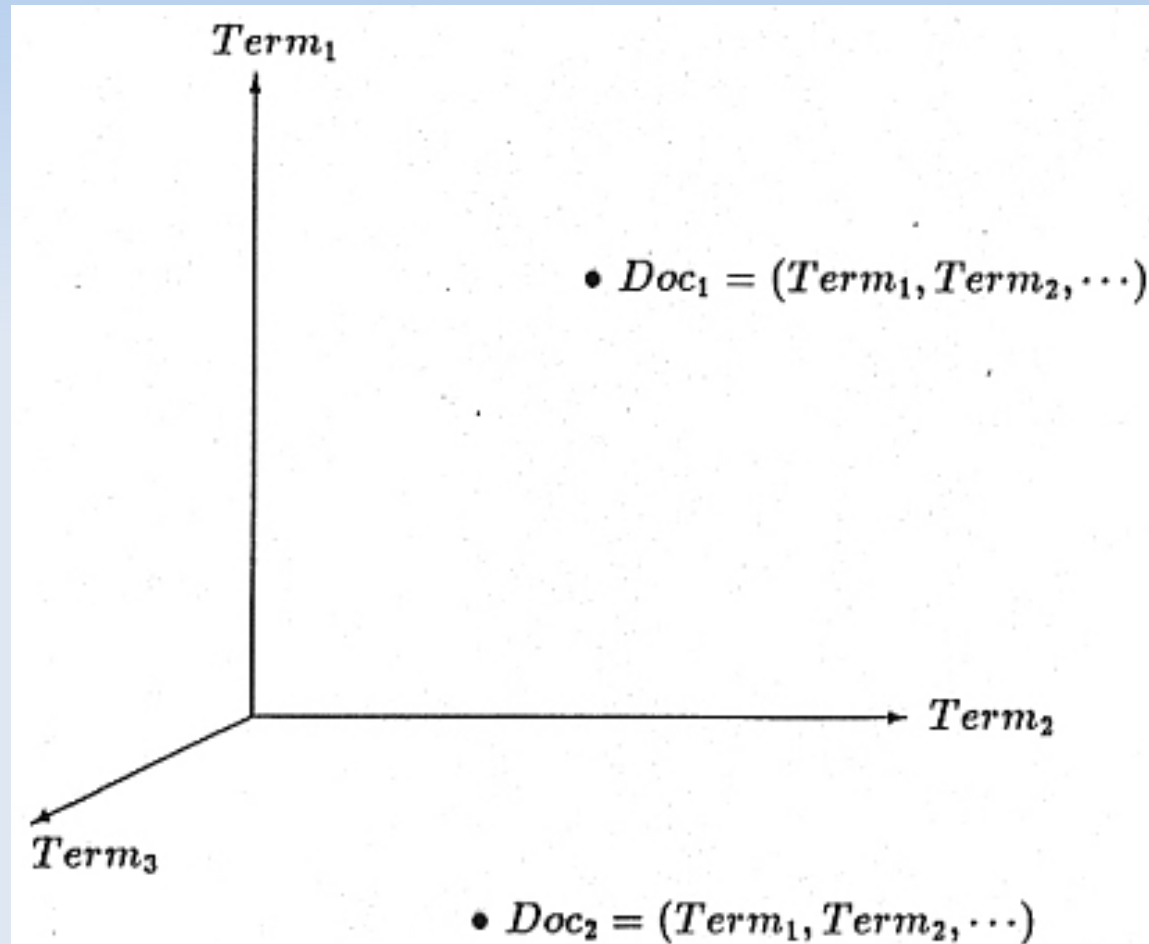 Term₁
• Doc₁ = (Term₁, Term₂, ⋯)
Term₂
Term₃
• Doc₂ = (Term₁, Term₂, ⋯)